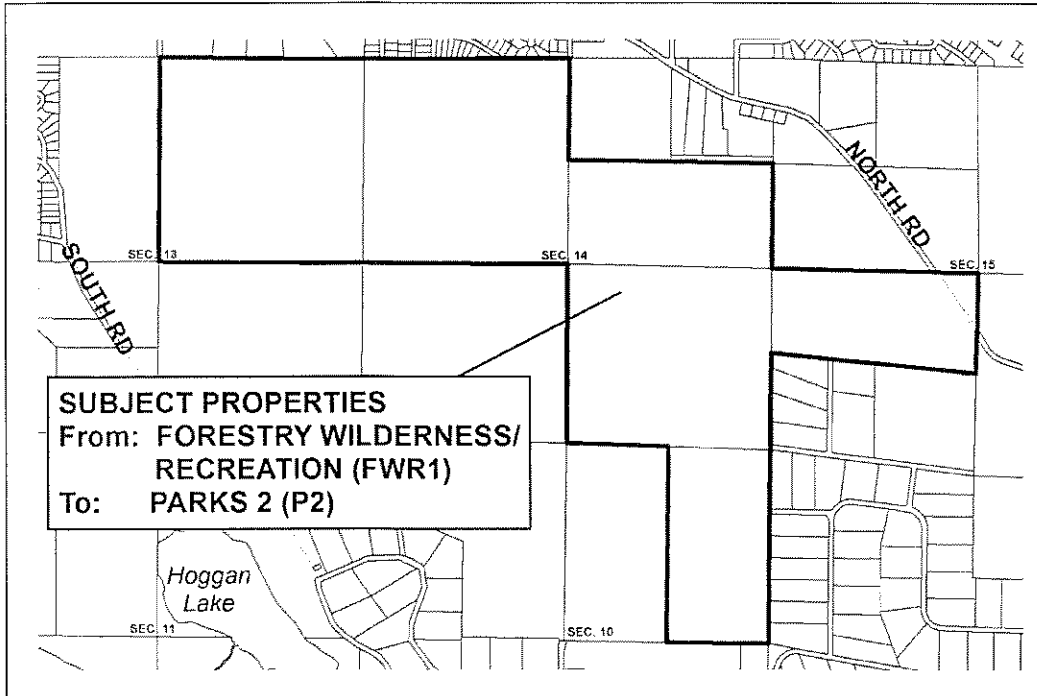 NORTH RD
SEC. 13
SEC. 14
SEC. 15
SOUTH RD
SUBJECT PROPERTIES
From: FORESTRY WILDERNESS/
RECREATION (FWR1)
To: PARKS 2 (P2)
Hoggan
Lake
SEC. 11
SEC. 10